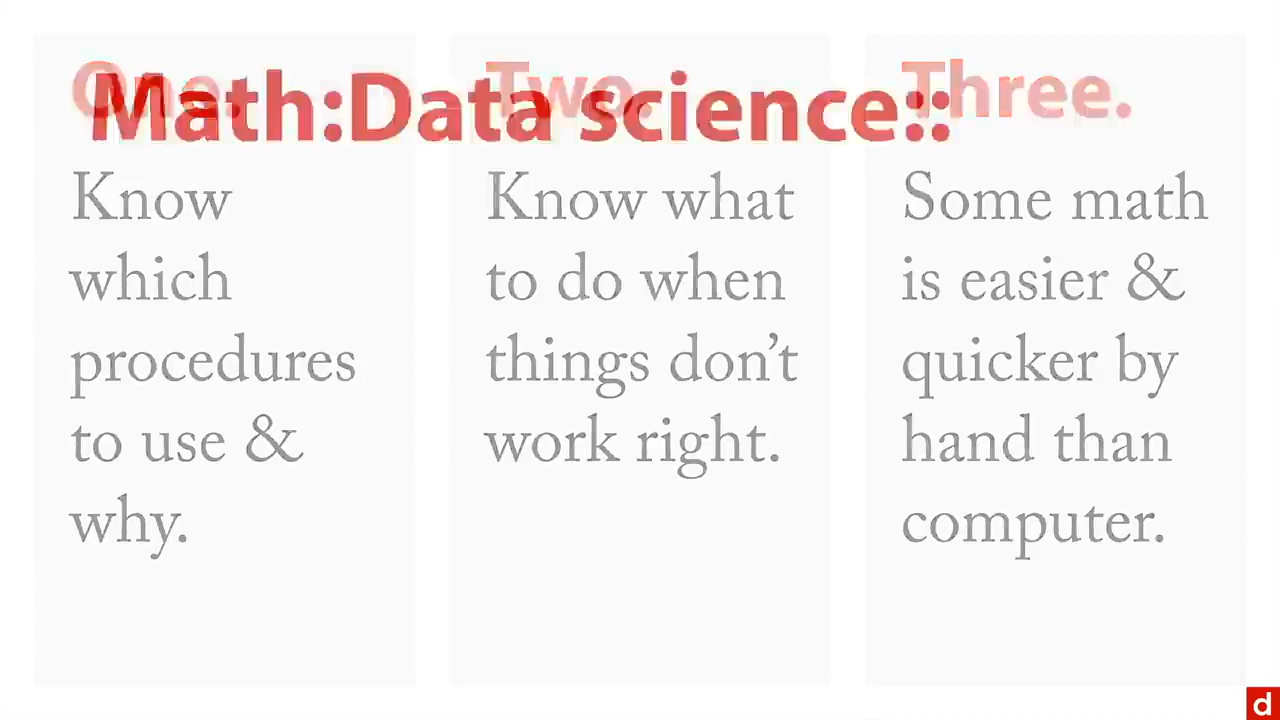 Math:Data science::
One.
Know
which
procedures
to use &
why.
Two.
Know what
to do when
things don’t
work right.
Three.
Some math
is easier &
quicker by
hand than
computer.
d